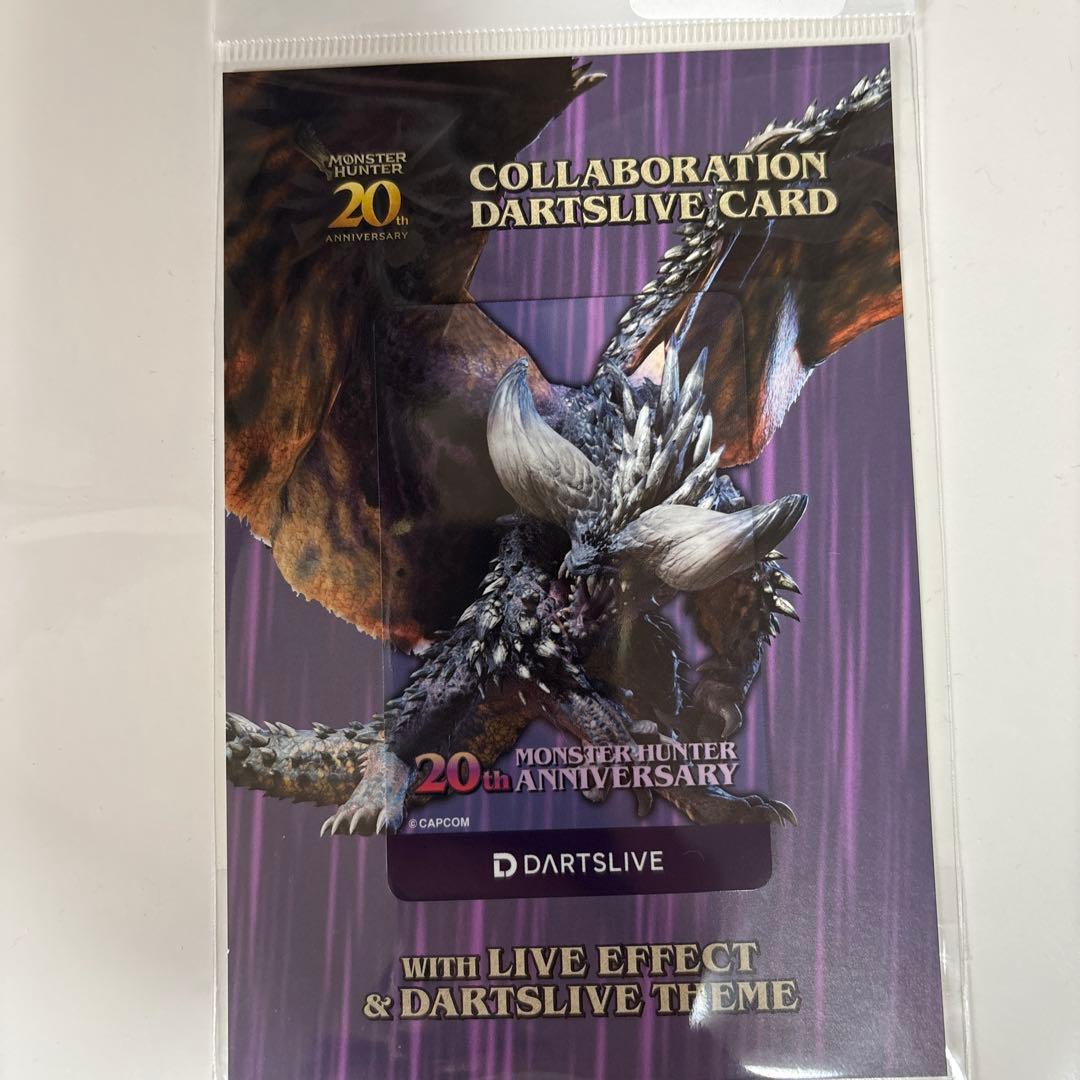 MONSTER
HUNTER
20th
ANNIVERSARY
COLLABORATION
DARTSLIVE CARD
20th MONSTER HUNTER
ANNIVERSARY
©CAPCOM
D DARTSLIVE
WITH LIVE EFFECT
& DARTSLIVE THEME